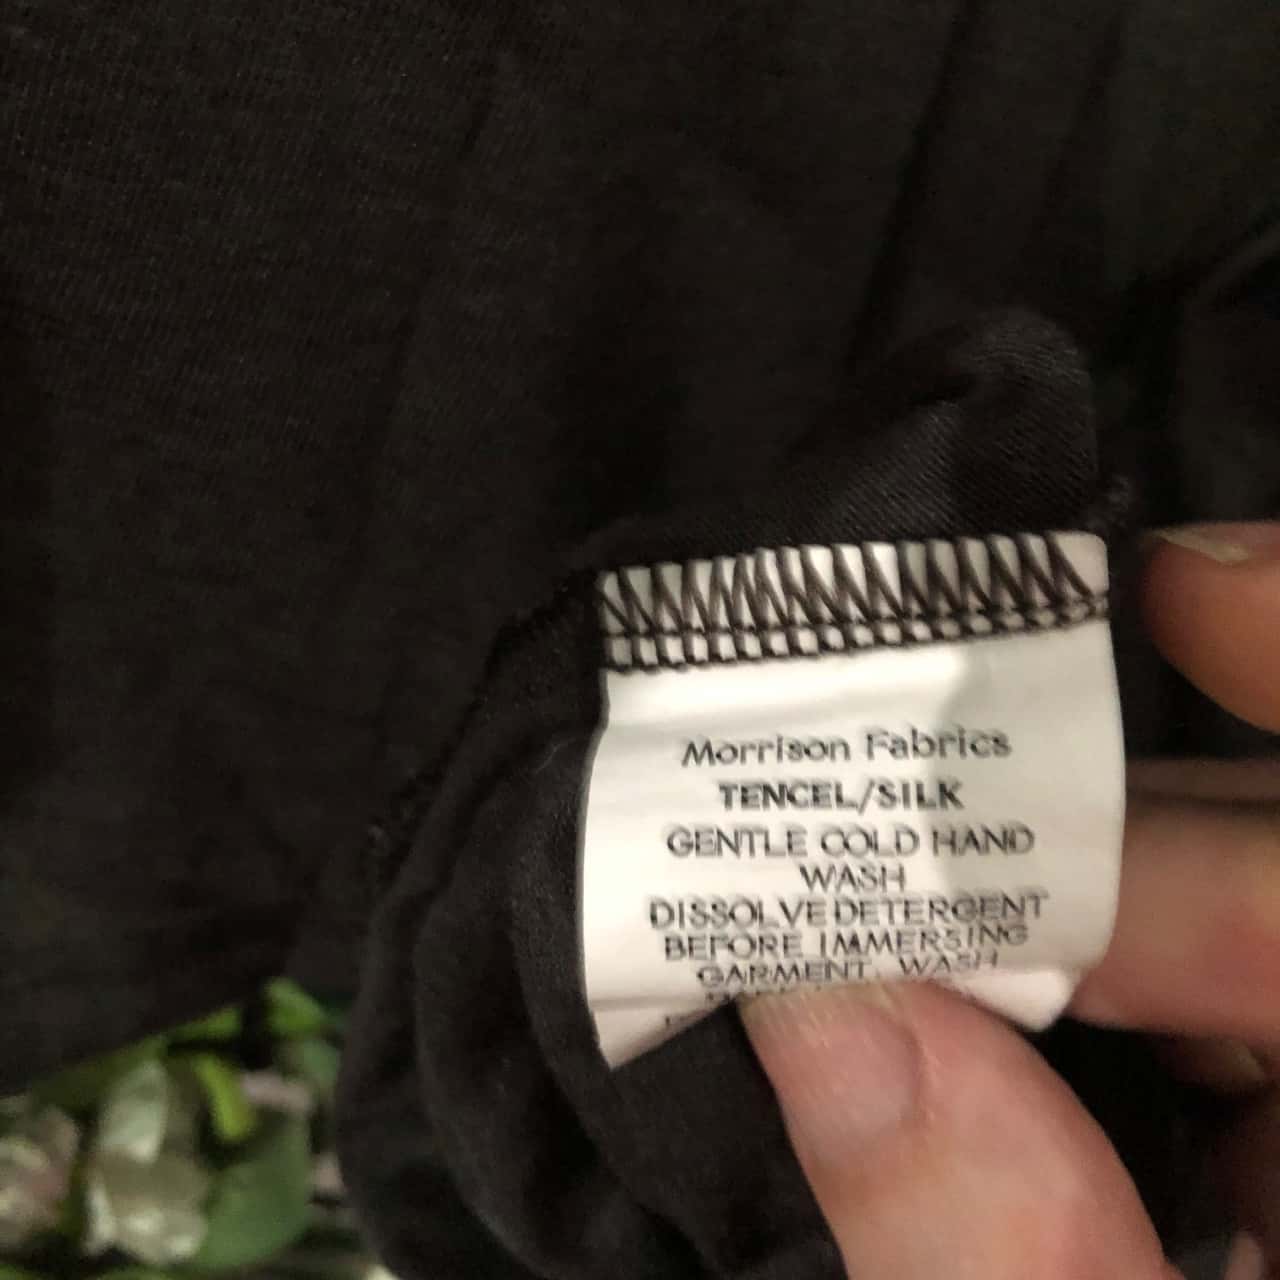 Morrison Fabrics
TENCEL/SILK
GENTLE COLD HAND
WASH
DISSOLVE DETERGENT
BEFORE IMMERSING
GARMENT. WASH